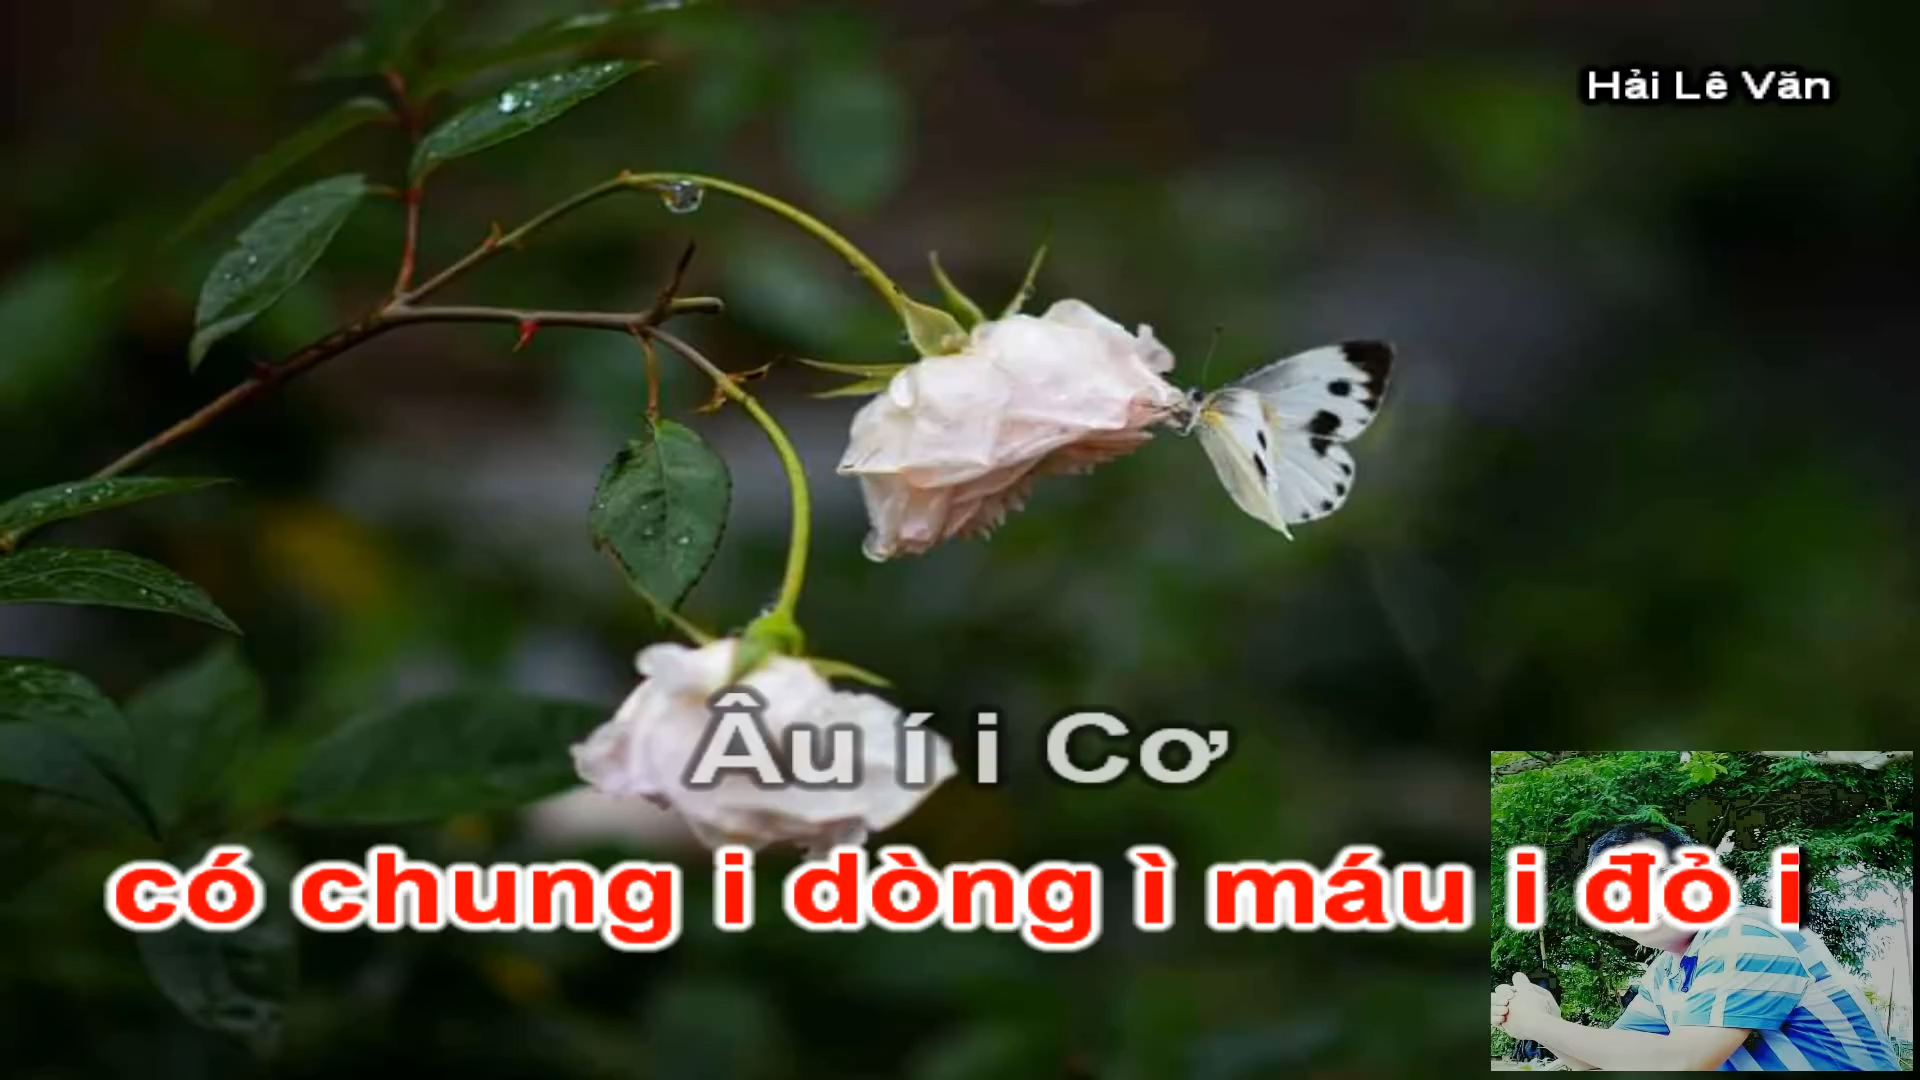 Hải Lê Văn
Âu í i Cơ
có chung i dòng ì máu i đỏ i